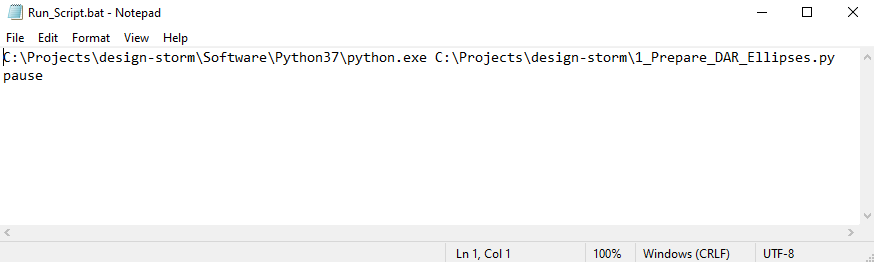 Run_Script.bat - Notepad
File Edit Format View Help
C:\Projects\design-storm\Software\Python37\python.exe C:\Projects\design-storm\1_Prepare_DAR_Ellipses.py
pause
Ln 1, Col 1 100% Windows (CRLF) UTF-8